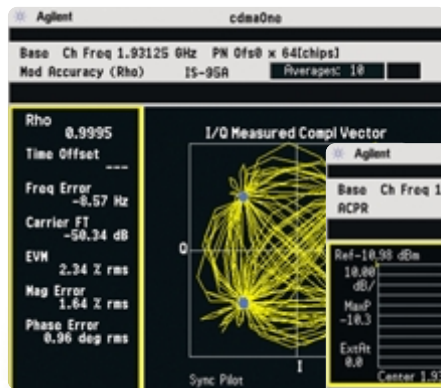 Agilent
cdmaOne
Base Ch Freq 1.93125 GHz PN Ofs0 x 64[chips]
Mod Accuracy (Rho) IS-95A Averages: 10
Rho
0.9995
Time Offset
---
Freq Error
-8.57 Hz
Carrier FT
-50.34 dB
EVM
2.34 % rms
Mag Error
1.64 % rms
Phase Error
0.96 deg rms
I/Q Measured Compl Vector
Q
I
Sync Pilot
Agilent
Base Ch Freq 1
ACPR
Ref-10.98 dBm
10.00
dB/
MaxP
-10.3
ExtAt
0.0
Center 1.93